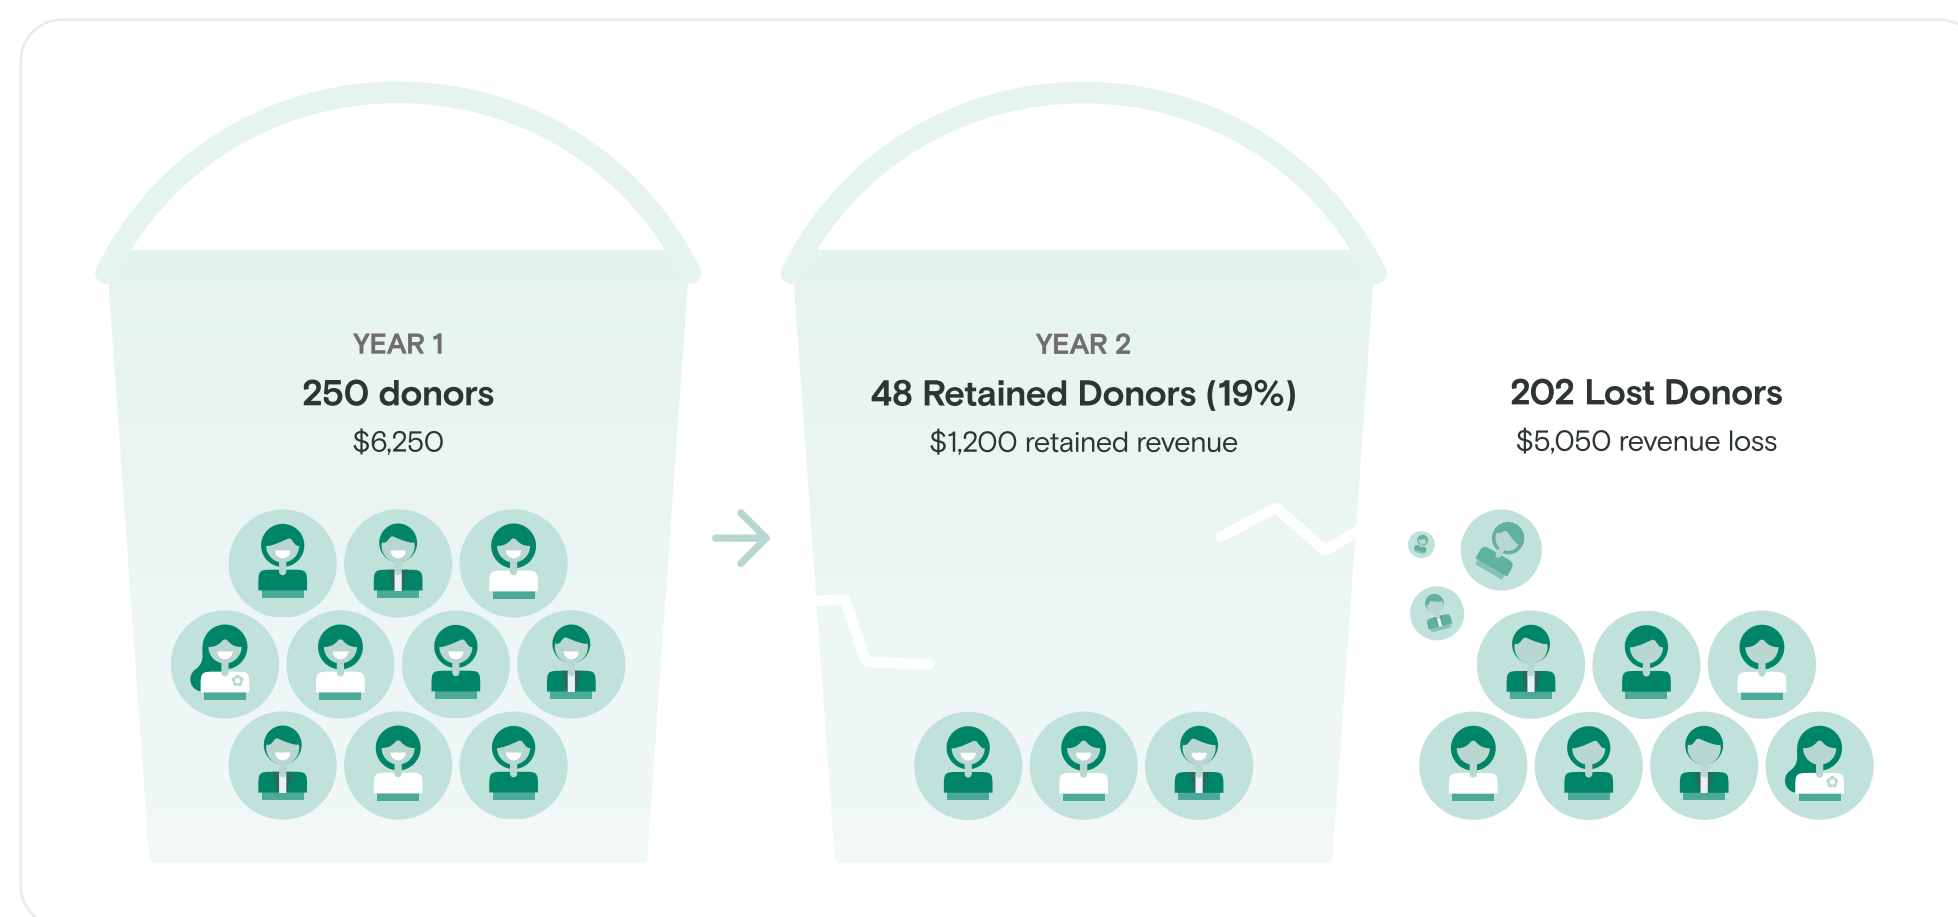 YEAR 1
250 donors
$6,250
YEAR 2
48 Retained Donors (19%)
$1,200 retained revenue
202 Lost Donors
$5,050 revenue loss